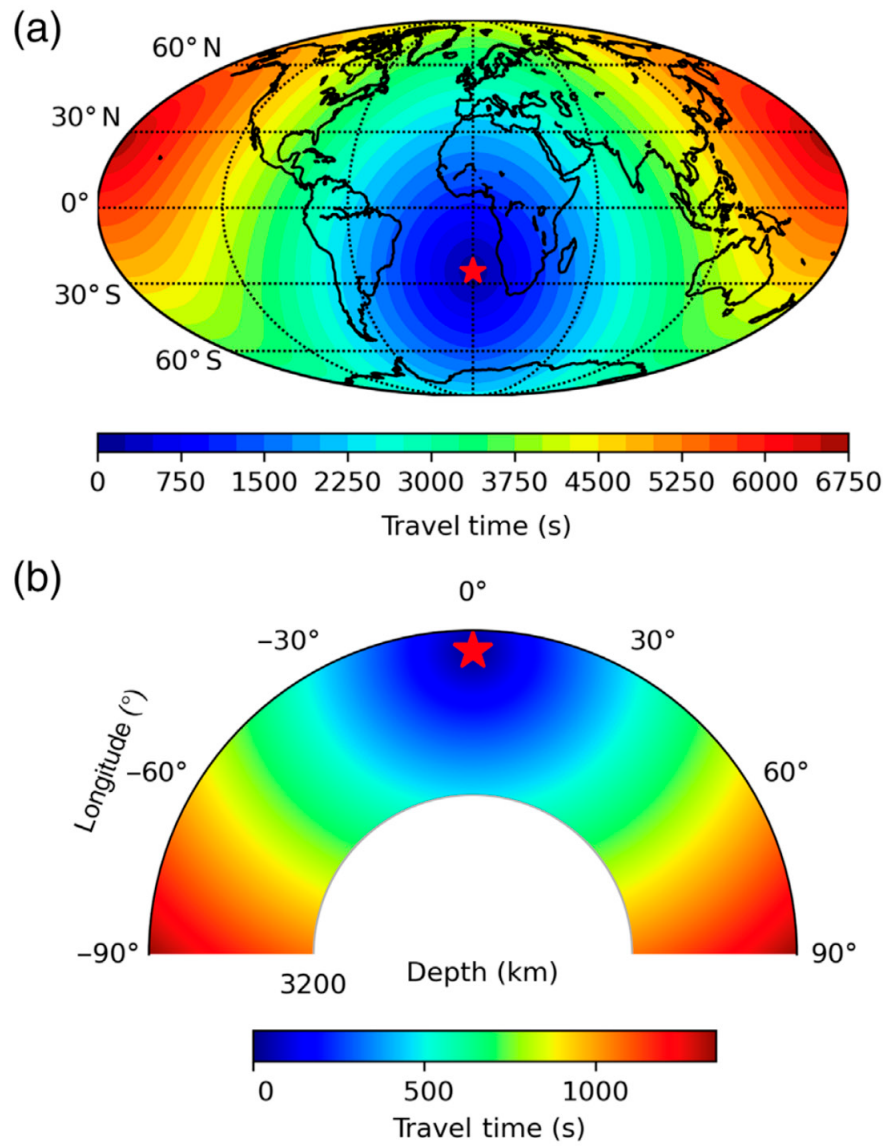 (a)
60° N
30° N
0°
30° S
60° S
0 750 1500 2250 3000 3750 4500 5250 6000 6750
Travel time (s)
(b)
0°
−30° 30°
Longitude (°)
−60° 60°
−90° 90°
3200 Depth (km)
0 500 1000
Travel time (s)